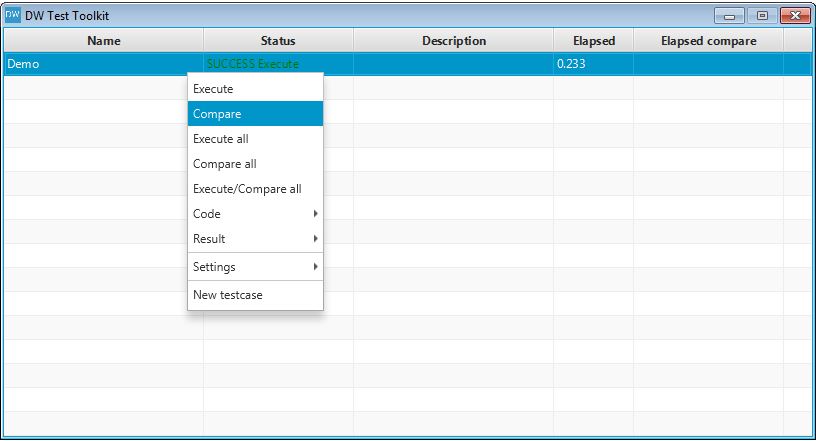 DW DW Test Toolkit
Name Status Description Elapsed Elapsed compare
Demo SUCCESS Execute 0.233
Execute
Compare
Execute all
Compare all
Execute/Compare all
Code
Result
Settings
New testcase